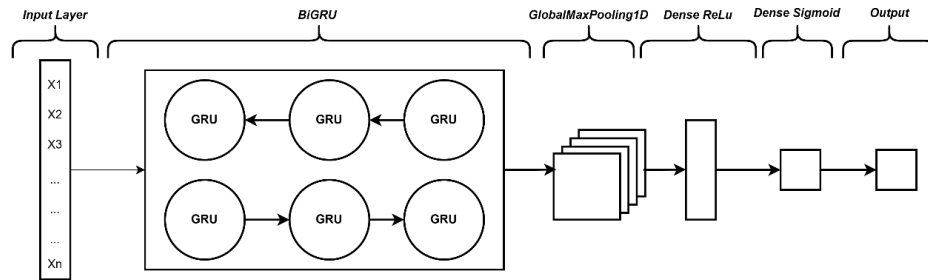 Input Layer
BiGRU
GlobalMaxPooling1D
Dense ReLu
Dense Sigmoid
Output
X1
X2
X3
...
...
...
Xn
GRU
GRU
GRU
GRU
GRU
GRU